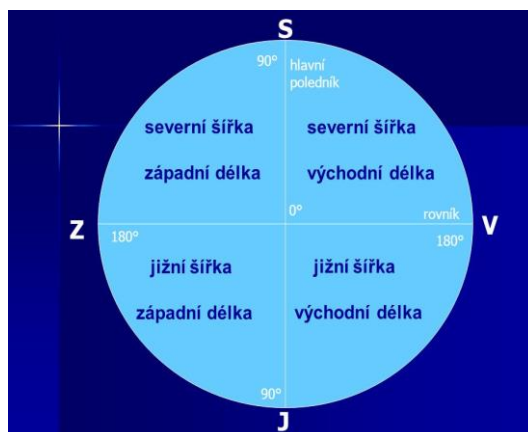 S
90°
hlavní
poledník
severní šířka
severní šířka
západní délka
východní délka
0°
rovník
Z
V
180°
180°
jižní šířka
jižní šířka
západní délka
východní délka
90°
J